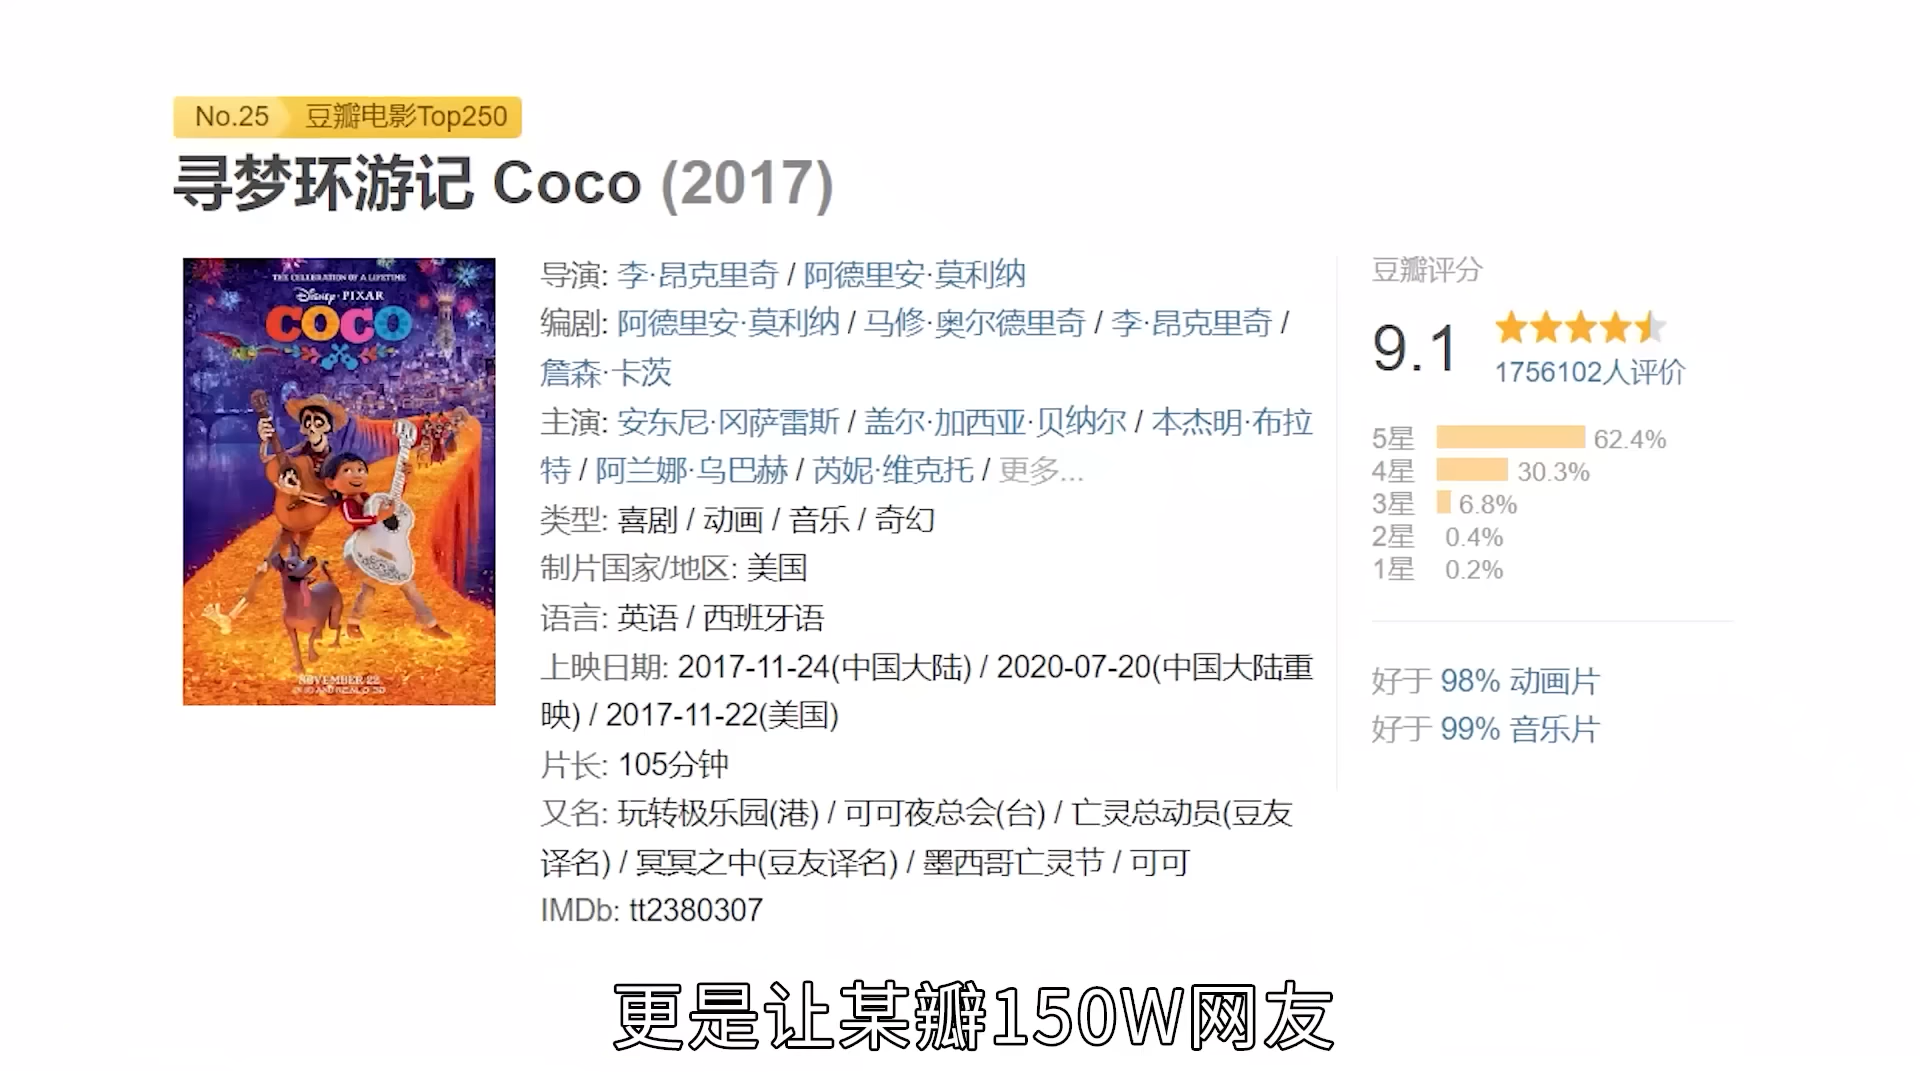 No.25 豆瓣电影Top250
寻梦环游记 Coco (2017)
THE CELEBRATION OF A LIFETIME
Disney·PIXAR
COCO
NOVEMBER 22
导演: 李·昂克里奇 / 阿德里安·莫利纳
编剧: 阿德里安·莫利纳 / 马修·奥尔德里奇 / 李·昂克里奇 /
詹森·卡茨
主演: 安东尼·冈萨雷斯 / 盖尔·加西亚·贝纳尔 / 本杰明·布拉
特 / 阿兰娜·乌巴赫 / 芮妮·维克托 / 更多...
类型: 喜剧 / 动画 / 音乐 / 奇幻
制片国家/地区: 美国
语言: 英语 / 西班牙语
上映日期: 2017-11-24(中国大陆) / 2020-07-20(中国大陆重
映) / 2017-11-22(美国)
片长: 105分钟
又名: 玩转极乐园(港) / 可可夜总会(台) / 亡灵总动员(豆友
译名) / 冥冥之中(豆友译名) / 墨西哥亡灵节 / 可可
IMDb: tt2380307
豆瓣评分
9.1
1756102人评价
5星 62.4%
4星 30.3%
3星 6.8%
2星 0.4%
1星 0.2%
好于 98% 动画片
好于 99% 音乐片
更是让某瓣150W网友